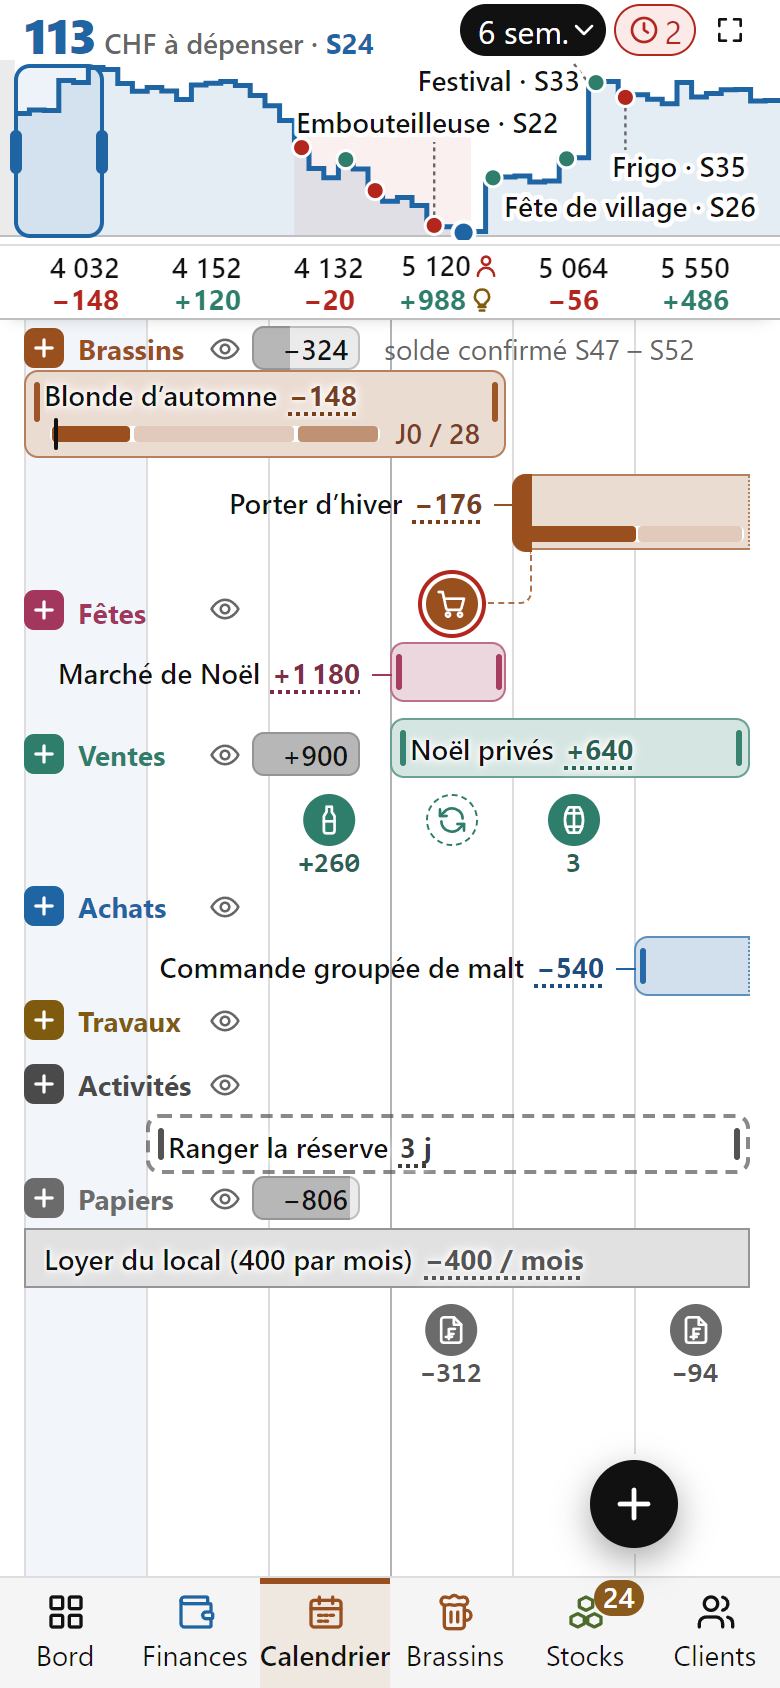 113 CHF à dépenser · S24
6 sem.
2
Festival · S33
Embouteilleuse · S22
Frigo · S35
Fête de village · S26
4 032 4 152 4 132 5 120 5 064 5 550
−148 +120 −20 +988 −56 +486
Brassins −324 solde confirmé S47 – S52
Blonde d’automne −148
J0 / 28
Porter d’hiver −176
Fêtes
Marché de Noël +1 180
Ventes +900
Noël privés +640
+260 3
Achats
Commande groupée de malt −540
Travaux
Activités
Ranger la réserve 3 j
Papiers −806
Loyer du local (400 par mois) −400 / mois
−312 −94
24
Bord Finances Calendrier Brassins Stocks Clients